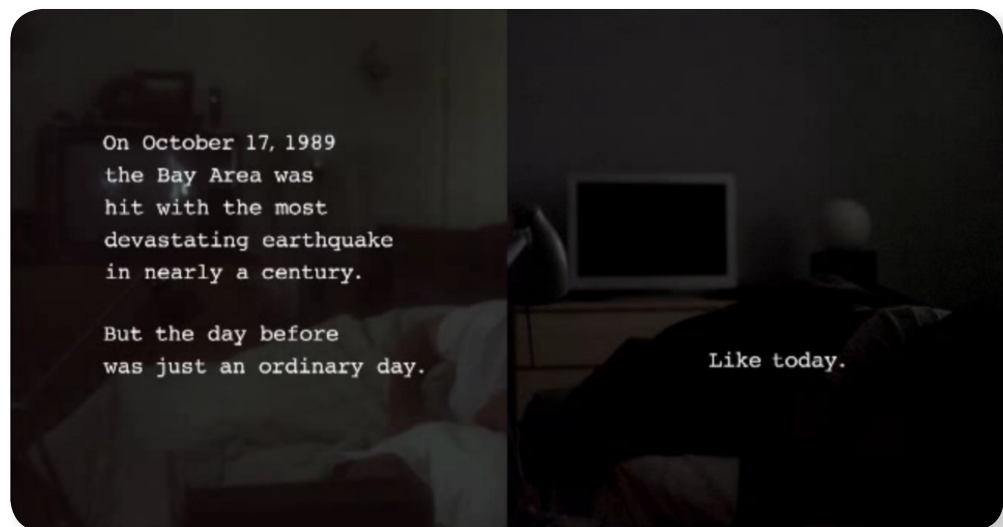 On October 17, 1989
the Bay Area was
hit with the most
devastating earthquake
in nearly a century.
But the day before
was just an ordinary day.
Like today.